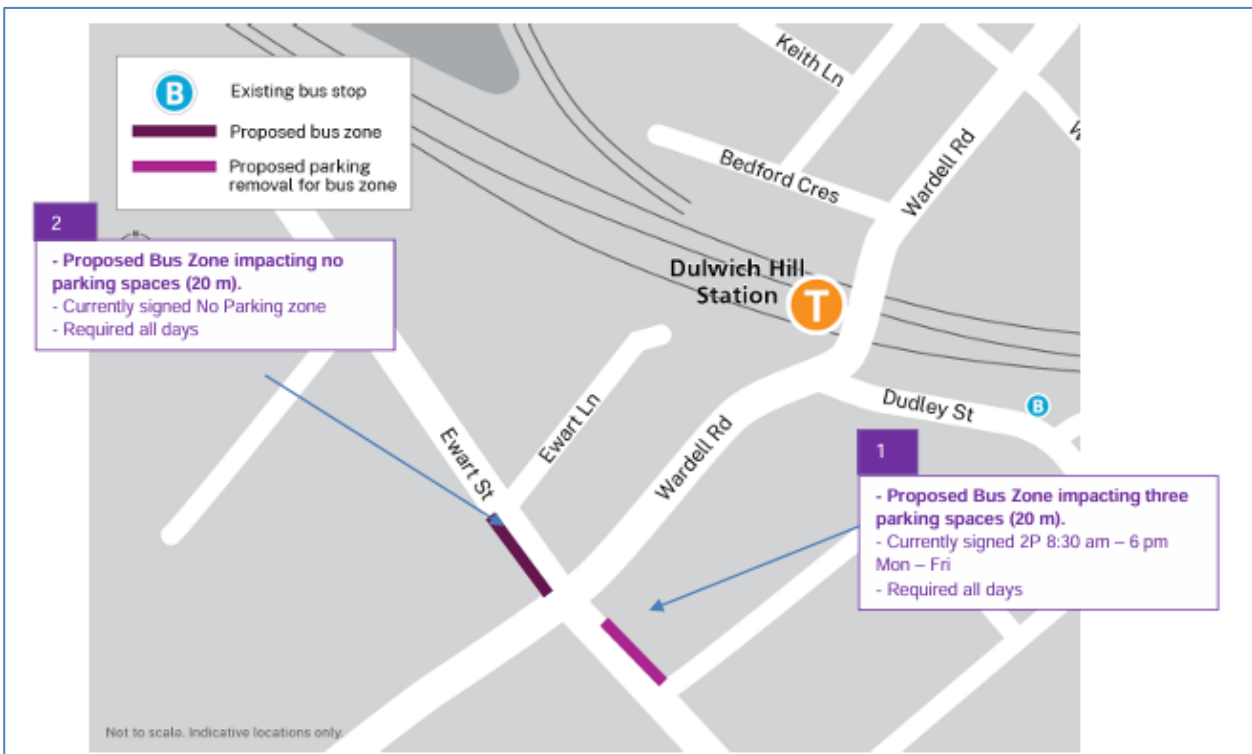 B
Existing bus stop
Proposed bus zone
Proposed parking
removal for bus zone
2
- Proposed Bus Zone impacting no
parking spaces (20 m).
- Currently signed No Parking zone
- Required all days
Keith Ln
Bedford Cres
Wardell Rd
Dulwich Hill
Station
T
Dudley St
B
Ewart St
Ewart Ln
Wardell Rd
1
- Proposed Bus Zone impacting three
parking spaces (20 m).
- Currently signed 2P 8:30 am – 6 pm
Mon – Fri
- Required all days
Not to scale. Indicative locations only.